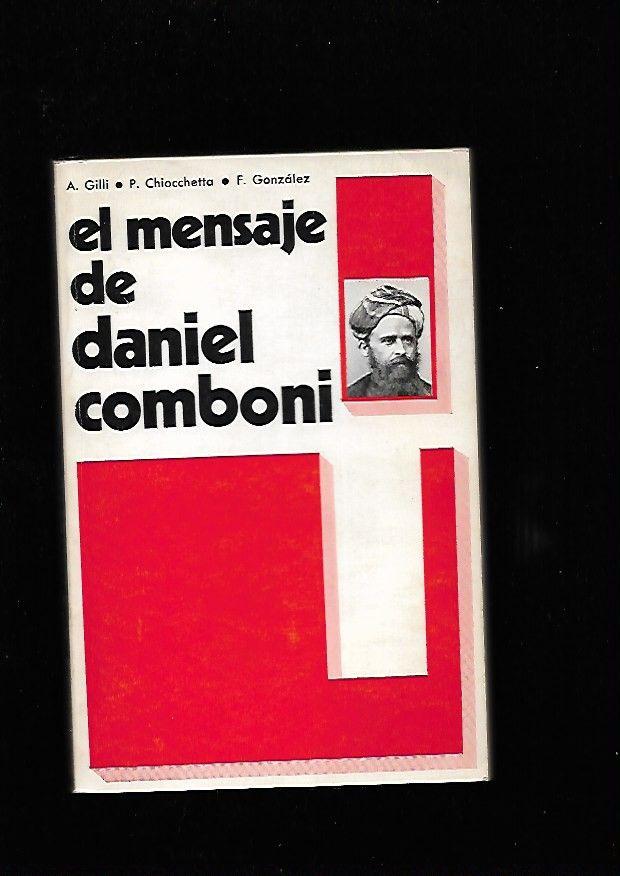 A. Gilli ● P. Chiocchetta ● F. González
el mensaje
de
daniel
comboni